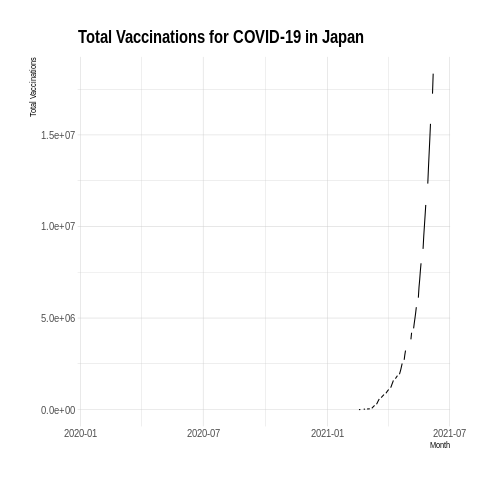 Total Vaccinations for COVID-19 in Japan
Total Vaccinations
1.5e+07
1.0e+07
5.0e+06
0.0e+00
2020-01 2020-07 2021-01 2021-07
Month